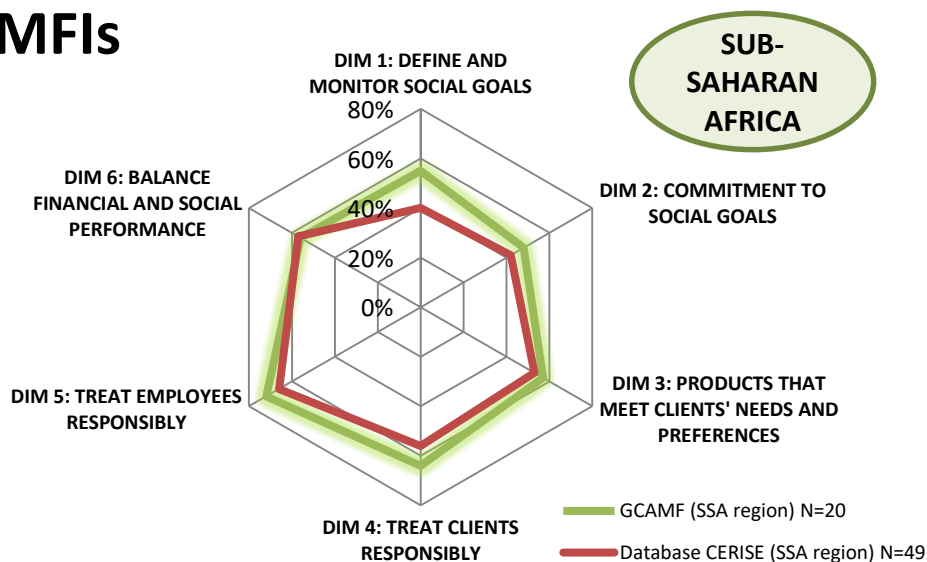 MFIs
SUB-
SAHARAN
AFRICA
DIM 1: DEFINE AND
MONITOR SOCIAL GOALS
80%
60%
40%
20%
0%
DIM 2: COMMITMENT TO
SOCIAL GOALS
DIM 3: PRODUCTS THAT
MEET CLIENTS' NEEDS AND
PREFERENCES
DIM 4: TREAT CLIENTS
RESPONSIBLY
DIM 5: TREAT EMPLOYEES
RESPONSIBLY
DIM 6: BALANCE
FINANCIAL AND SOCIAL
PERFORMANCE
GCAMF (SSA region) N=20
Database CERISE (SSA region) N=49